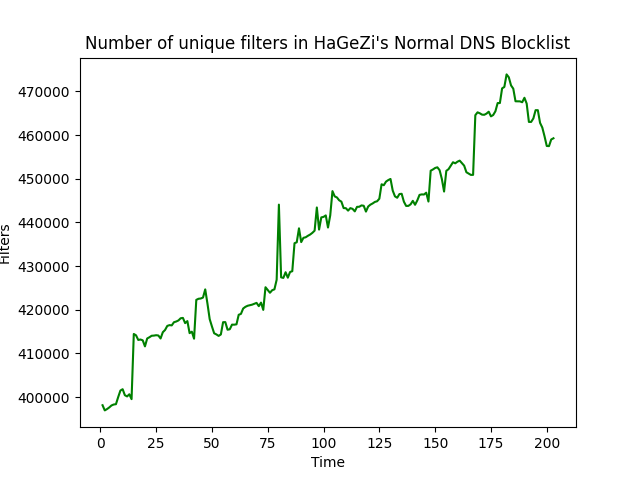 Number of unique filters in HaGeZi's Normal DNS Blocklist
470000
460000
450000
440000
430000
420000
410000
400000
Filters
0 25 50 75 100 125 150 175 200
Time